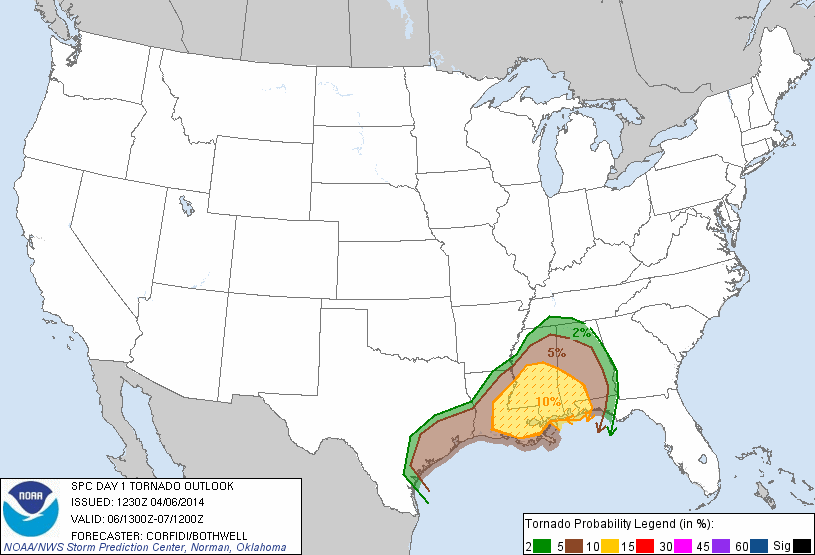 2%
5%
10%
NOAA
SPC DAY 1 TORNADO OUTLOOK
ISSUED: 1230Z 04/06/2014
VALID: 06/1300Z-07/1200Z
FORECASTER: CORFIDI/BOTHWELL
NOAA/NWS Storm Prediction Center, Norman, Oklahoma
Tornado Probability Legend (in %):
2 5 10 15 30 45 60 Sig